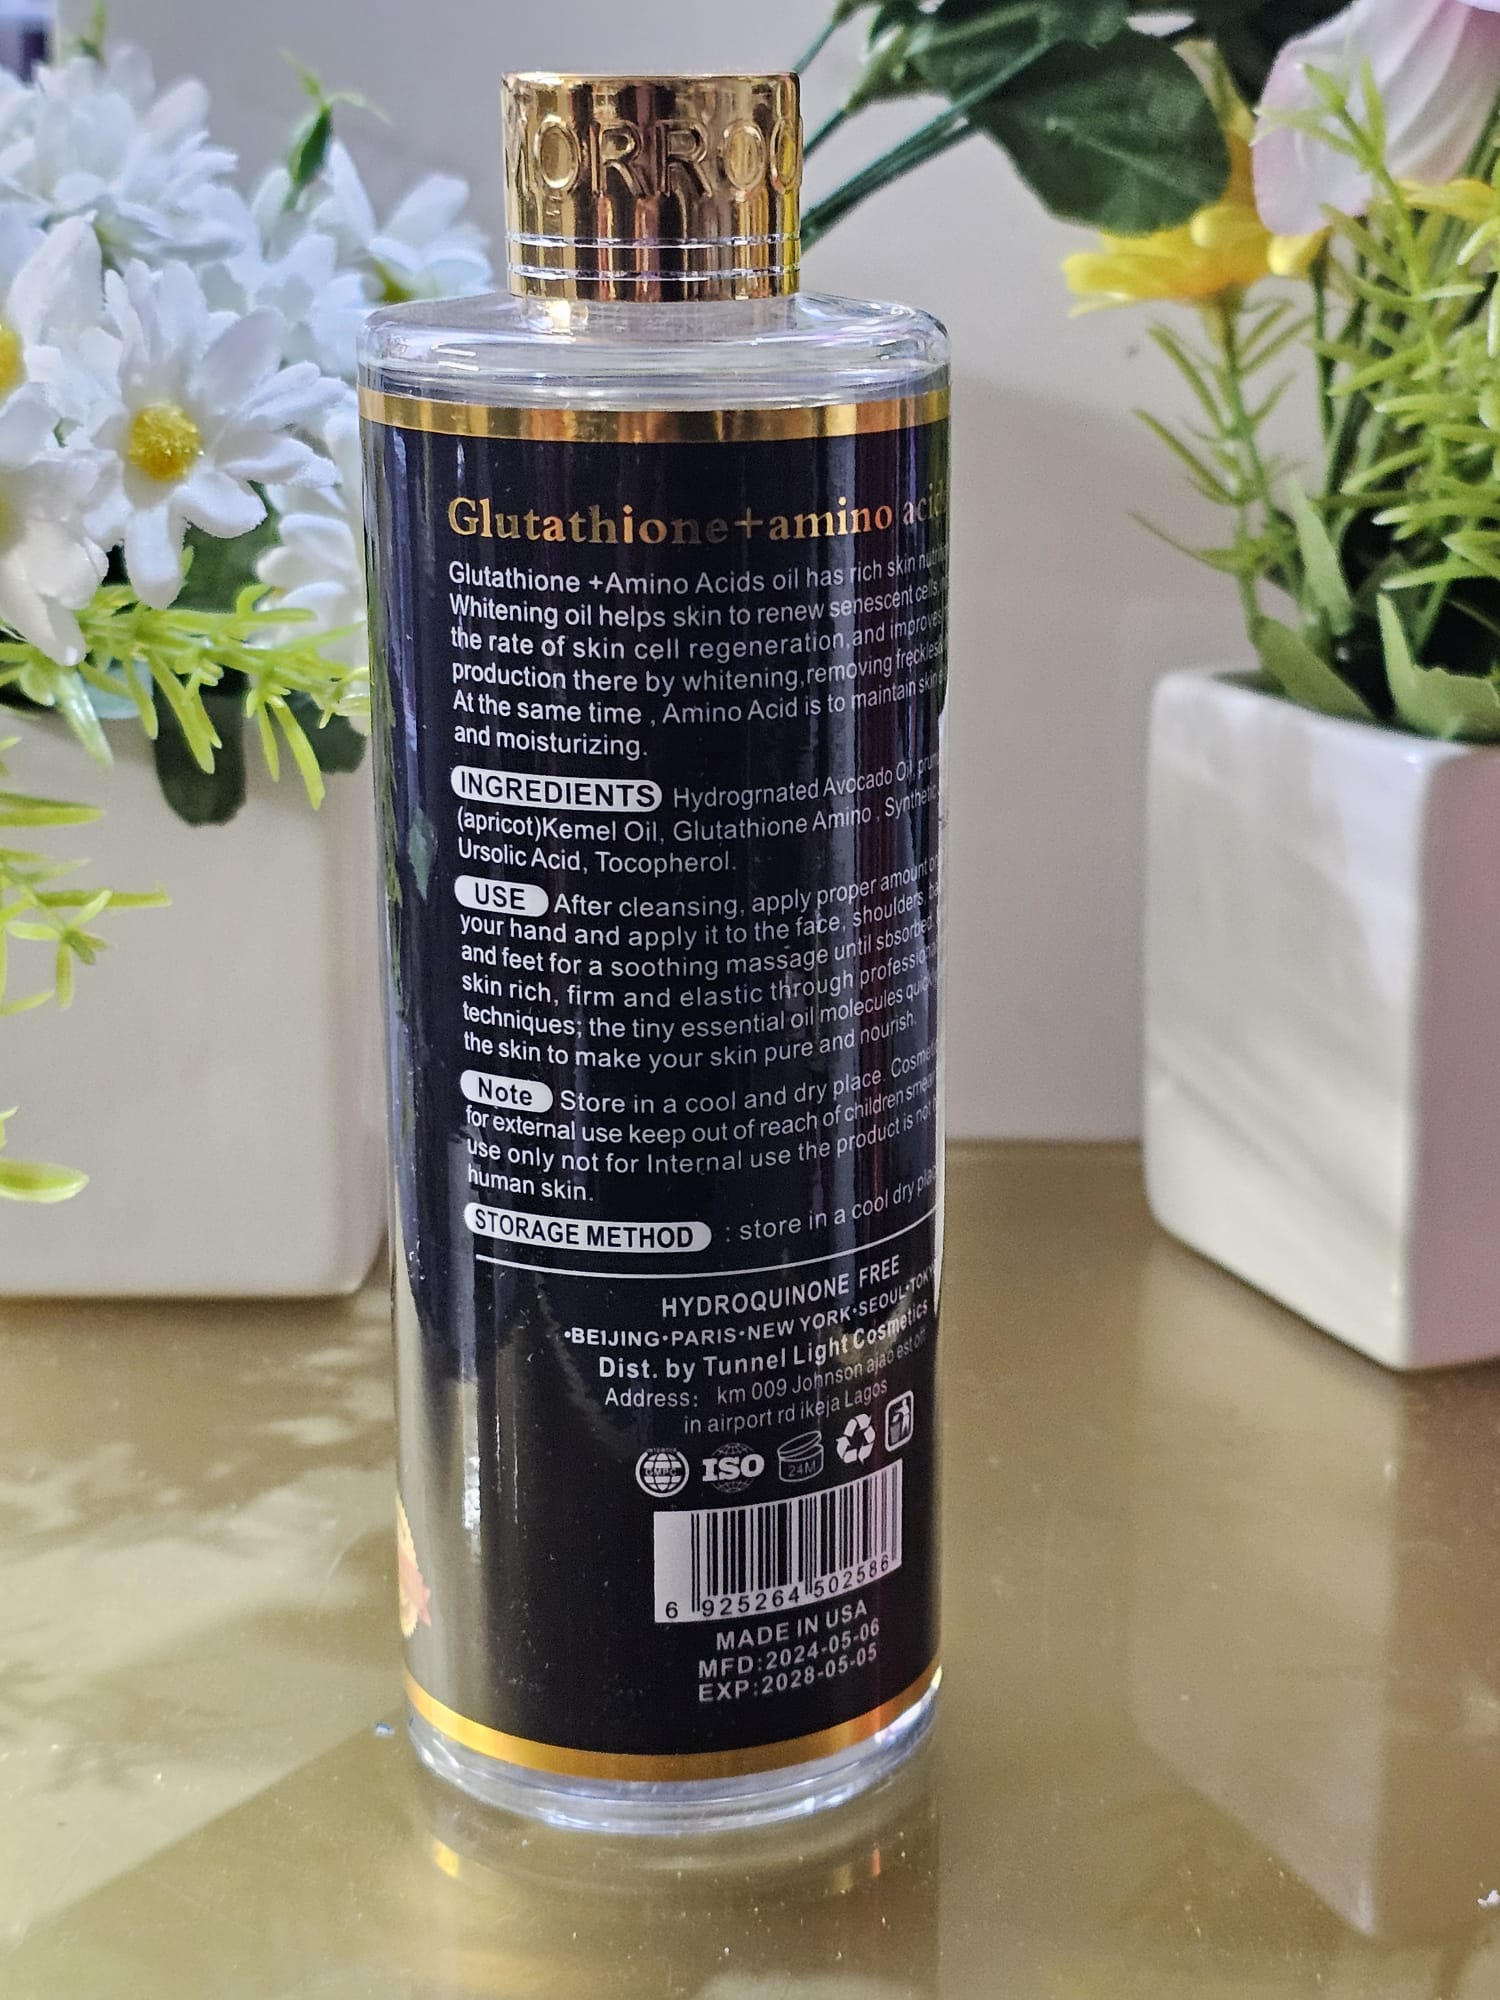 MORROC
Glutathione+amino acid
Glutathione +Amino Acids oil has rich skin
Whitening oil helps skin to renew senescent cells,
the rate of skin cell regeneration,and improves
production there by whitening,removing freckles
At the same time , Amino Acid is to maintain skin
and moisturizing.
INGREDIENTS Hydrogrnated Avocado Oil,
(apricot)Kemel Oil, Glutathione Amino , Synthetic
Ursolic Acid, Tocopherol.
USE After cleansing, apply proper amount
your hand and apply it to the face, shoulders,
and feet for a soothing massage until sbsorbed.
skin rich, firm and elastic through
techniques; the tiny essential oil molecules
the skin to make your skin pure and nourish.
Note Store in a cool and dry place.
for external use keep out of reach of children
use only not for Internal use the product is not
human skin.
STORAGE METHOD : store in a cool dry
HYDROQUINONE FREE
•BEIJING•PARIS•NEW YORK•SEOUL•
Dist. by Tunnel Light Cosmetics
Address: km 009 Johnson ajao est
in airport rd ikeja Lagos
GMPC ISO 24M
6 925264 502586
MADE IN USA
MFD:2024-05-06
EXP:2028-05-05